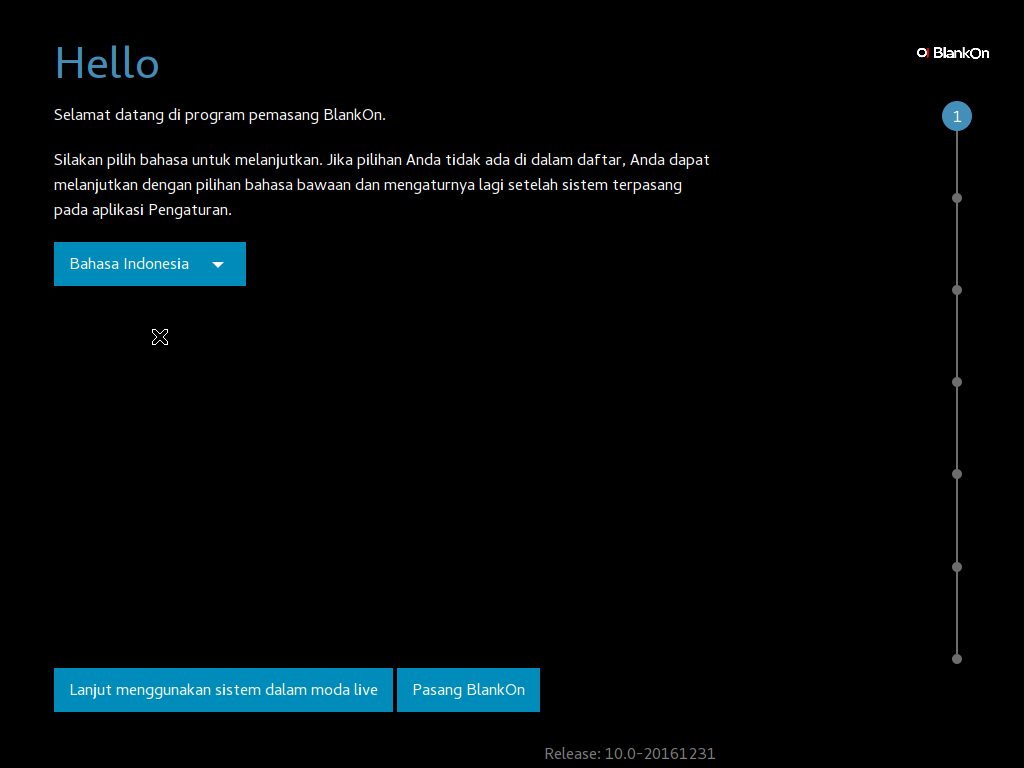 Hello
BlankOn
Selamat datang di program pemasang BlankOn.
1
Silakan pilih bahasa untuk melanjutkan. Jika pilihan Anda tidak ada di dalam daftar, Anda dapat
melanjutkan dengan pilihan bahasa bawaan dan mengaturnya lagi setelah sistem terpasang
pada aplikasi Pengaturan.
Bahasa Indonesia
Lanjut menggunakan sistem dalam moda live
Pasang BlankOn
Release: 10.0-20161231